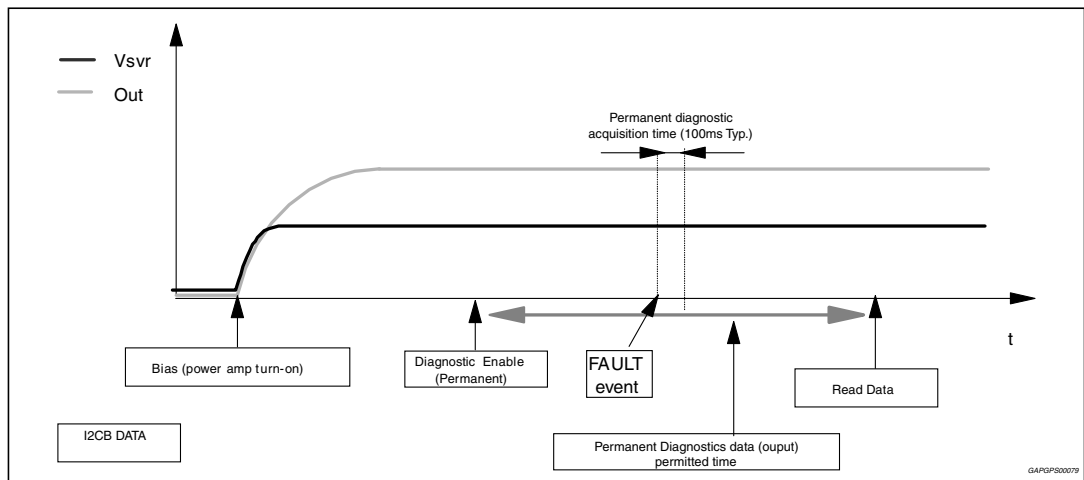 Vsvr
Out
Permanent diagnostic
acquisition time (100ms Typ.)
t
Bias (power amp turn-on)
Diagnostic Enable
(Permanent)
FAULT
event
Read Data
I2CB DATA
Permanent Diagnostics data (ouput)
permitted time
GAPGPS00079